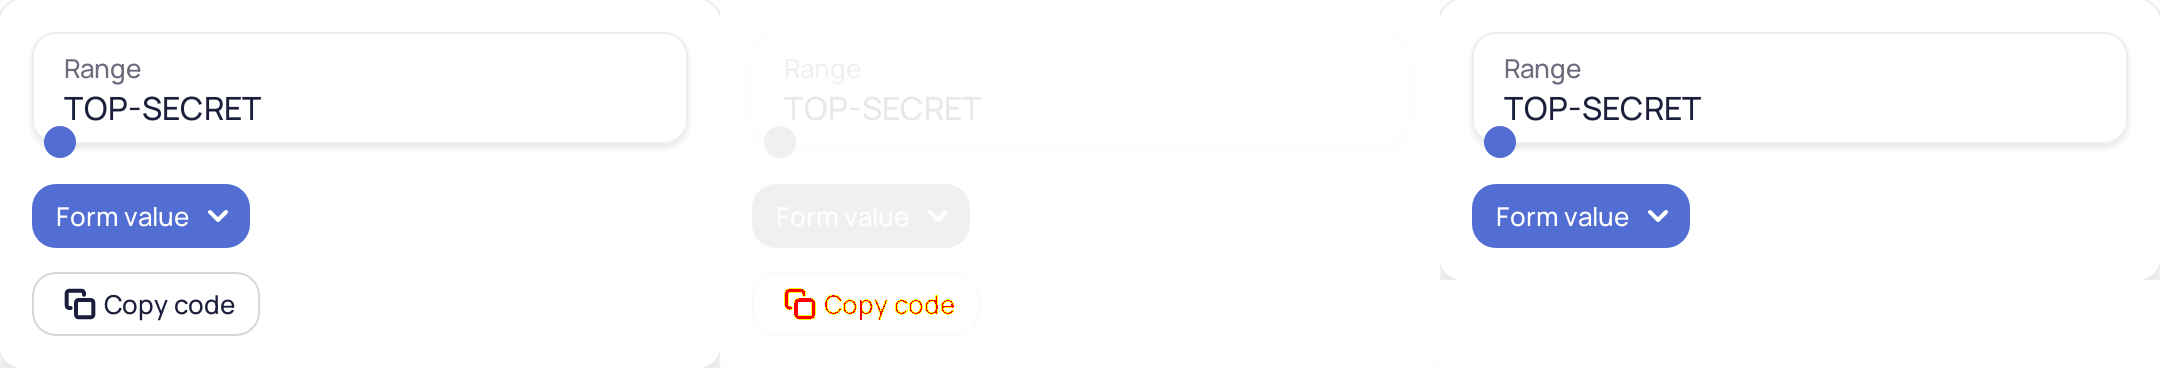 Range
TOP-SECRET
Form value
Copy code
Range
TOP-SECRET
Form value
Copy code
Range
TOP-SECRET
Form value